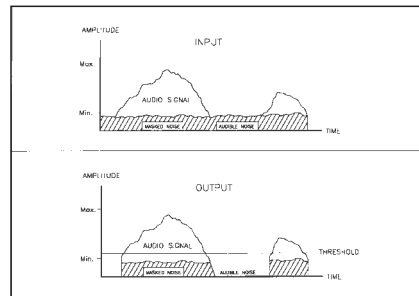 AMPLITUDE
INPUT
Max.
AUDIO SIGNAL
Min.
MASKED NOISE
AUDIBLE NOISE
TIME
AMPLITUDE
OUTPUT
Max.
AUDIO SIGNAL
THRESHOLD
Min.
MASKED NOISE
AUDIBLE NOISE
TIME